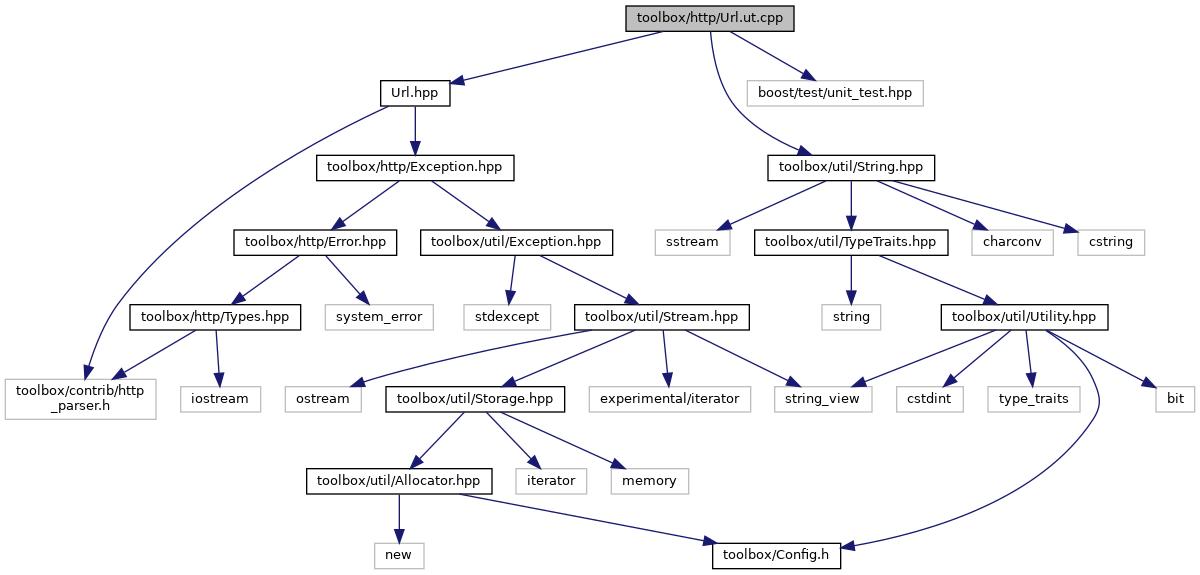 toolbox/http/Url.ut.cpp
Url.hpp
boost/test/unit_test.hpp
toolbox/http/Exception.hpp
toolbox/util/String.hpp
toolbox/http/Error.hpp
toolbox/util/Exception.hpp
sstream
toolbox/util/TypeTraits.hpp
charconv
cstring
toolbox/http/Types.hpp
system_error
stdexcept
toolbox/util/Stream.hpp
string
toolbox/util/Utility.hpp
toolbox/contrib/http
_parser.h
iostream
ostream
toolbox/util/Storage.hpp
experimental/iterator
string_view
cstdint
type_traits
bit
toolbox/util/Allocator.hpp
iterator
memory
new
toolbox/Config.h